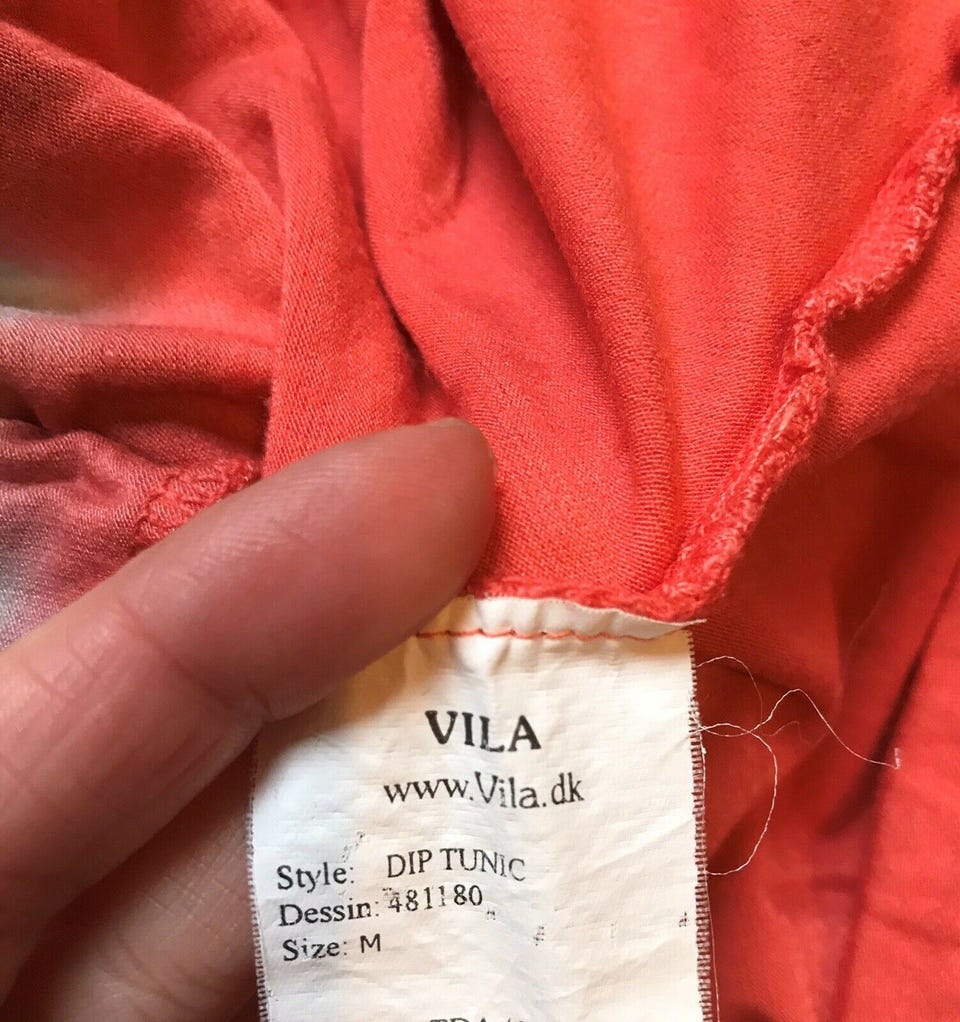 VILA
www.Vila.dk
Style: DIP TUNIC
Dessin: 481180
Size: M